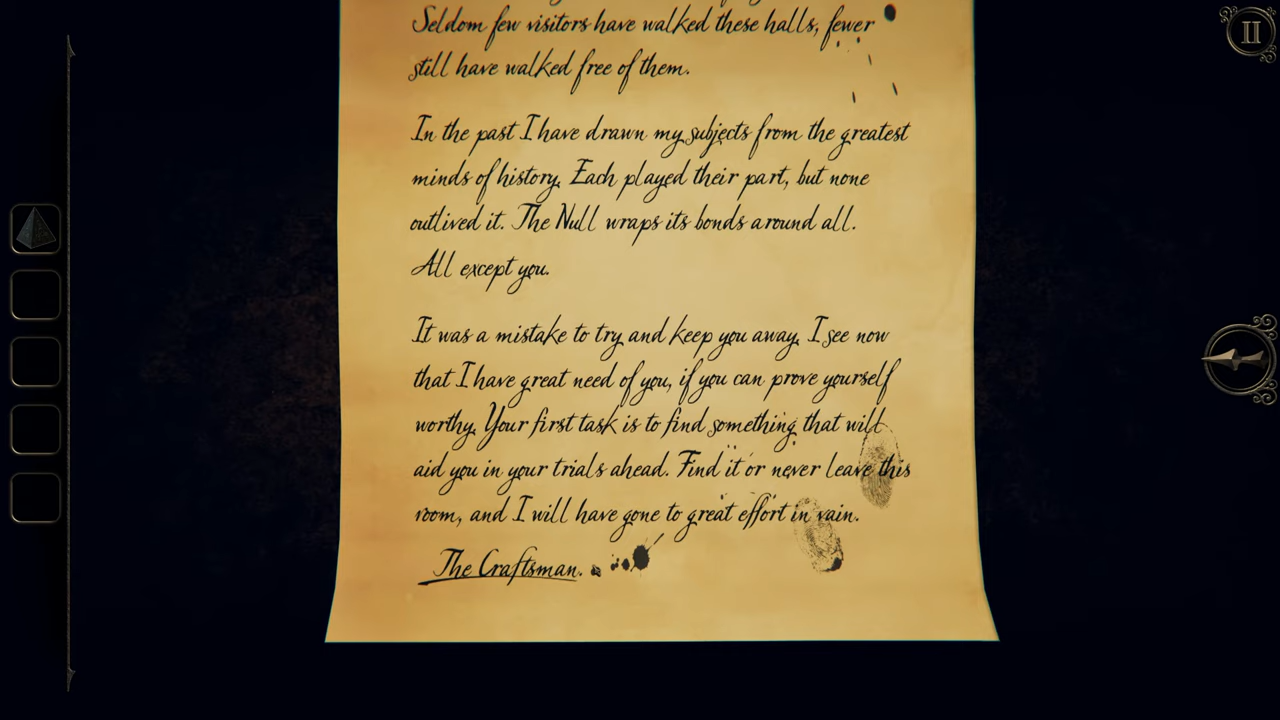 Seldom few visitors have walked these halls, fewer
still have walked free of them.
In the past I have drawn my subjects from the greatest
minds of history. Each played their part, but none
outlived it. The Null wraps its bonds around all.
All except you.
It was a mistake to try and keep you away. I see now
that I have great need of you, if you can prove yourself
worthy. Your first task is to find something that will
aid you in your trials ahead. Find it or never leave this
room, and I will have gone to great effort in vain.
The Craftsman.